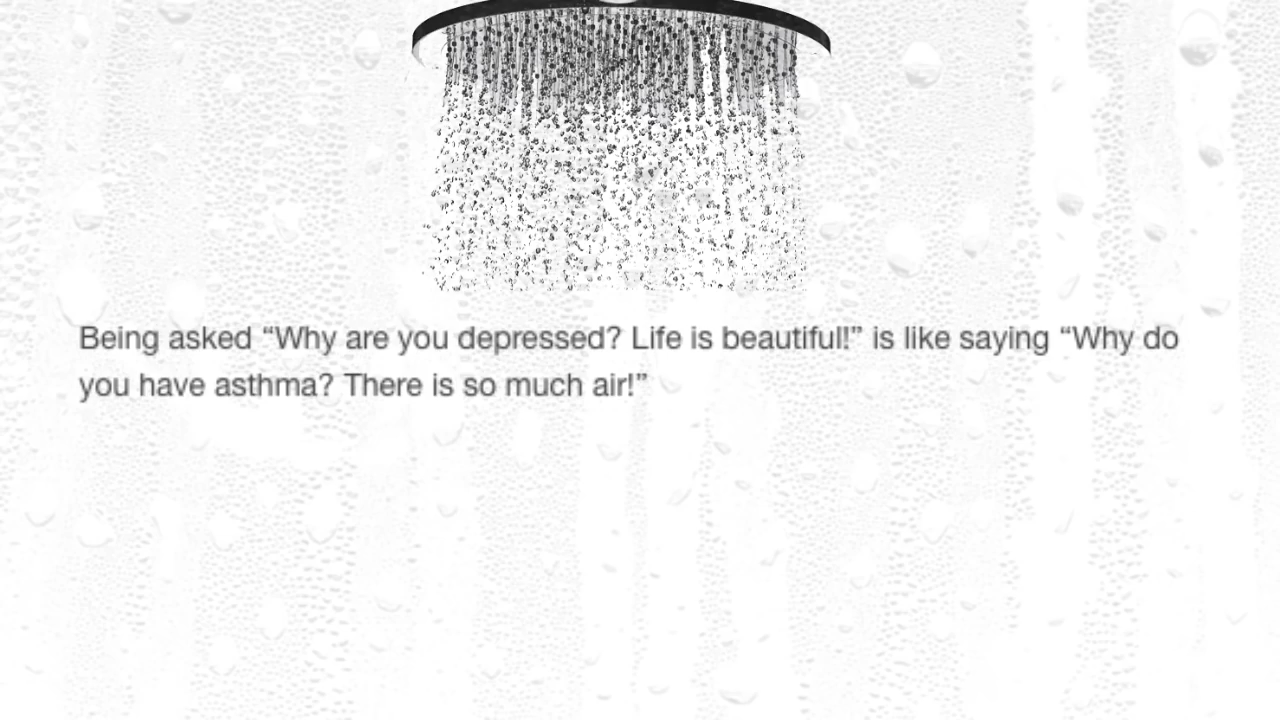 Being asked “Why are you depressed? Life is beautiful!” is like saying “Why do
you have asthma? There is so much air!”